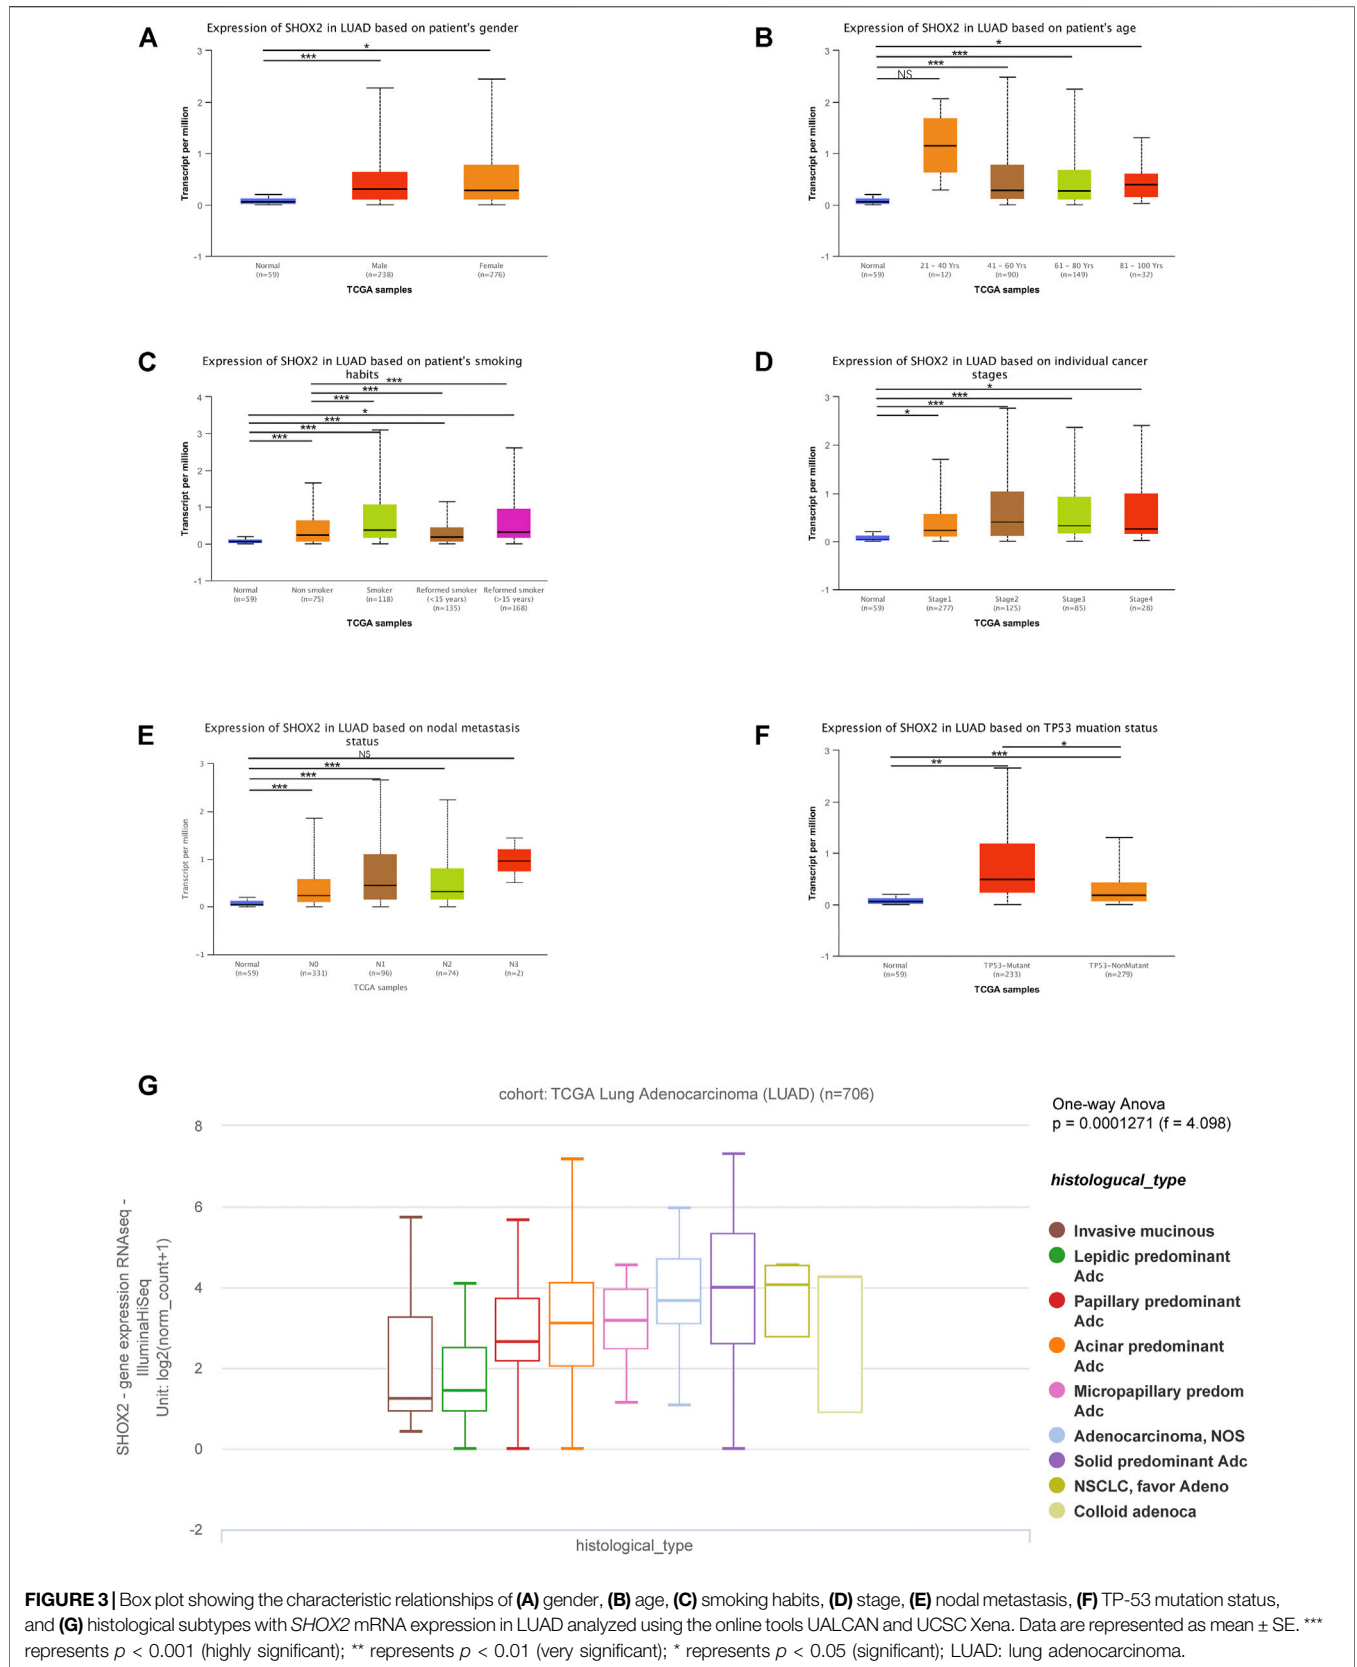 A
Expression of SHOX2 in LUAD based on patient's gender
*
***
3
2
1
0
-1
Transcript per million
Normal
(n=59)
Male
(n=238)
Female
(n=276)
TCGA samples
B
Expression of SHOX2 in LUAD based on patient's age
*
***
***
NS
3
2
1
0
-1
Transcript per million
Normal
(n=59)
21 – 40 Yrs
(n=12)
41 – 60 Yrs
(n=90)
61 – 80 Yrs
(n=149)
81 – 100 Yrs
(n=32)
TCGA samples
C
Expression of SHOX2 in LUAD based on patient's smoking
habits
***
***
***
*
***
***
***
4
3
2
1
0
-1
Transcript per million
Normal
(n=59)
Non smoker
(n=75)
Smoker
(n=118)
Reformed smoker
(<15 years)
(n=135)
Reformed smoker
(>15 years)
(n=168)
TCGA samples
D
Expression of SHOX2 in LUAD based on individual cancer
stages
*
***
***
*
3
2
1
0
-1
Transcript per million
Normal
(n=59)
Stage1
(n=277)
Stage2
(n=125)
Stage3
(n=85)
Stage4
(n=28)
TCGA samples
E
Expression of SHOX2 in LUAD based on nodal metastasis
status
NS
***
***
***
3
2
1
0
-1
Transcript per million
Normal
(n=59)
N0
(n=331)
N1
(n=96)
N2
(n=74)
N3
(n=2)
TCGA samples
F
Expression of SHOX2 in LUAD based on TP53 muation status
*
***
**
3
2
1
0
-1
Transcript per million
Normal
(n=59)
TP53–Mutant
(n=233)
TP53–NonMutant
(n=279)
TCGA samples
G
cohort: TCGA Lung Adenocarcinoma (LUAD) (n=706)
One-way Anova
p = 0.0001271 (f = 4.098)
8
6
4
2
0
-2
SHOX2 - gene expression RNAseq -
IlluminaHiSeq
Unit: log2(norm_count+1)
histological_type
histologucal_type
Invasive mucinous
Lepidic predominant
Adc
Papillary predominant
Adc
Acinar predominant
Adc
Micropapillary predom
Adc
Adenocarcinoma, NOS
Solid predominant Adc
NSCLC, favor Adeno
Colloid adenoca
FIGURE 3 | Box plot showing the characteristic relationships of (A) gender, (B) age, (C) smoking habits, (D) stage, (E) nodal metastasis, (F) TP-53 mutation status,
and (G) histological subtypes with SHOX2 mRNA expression in LUAD analyzed using the online tools UALCAN and UCSC Xena. Data are represented as mean ± SE. ***
represents p < 0.001 (highly significant); ** represents p < 0.01 (very significant); * represents p < 0.05 (significant); LUAD: lung adenocarcinoma.